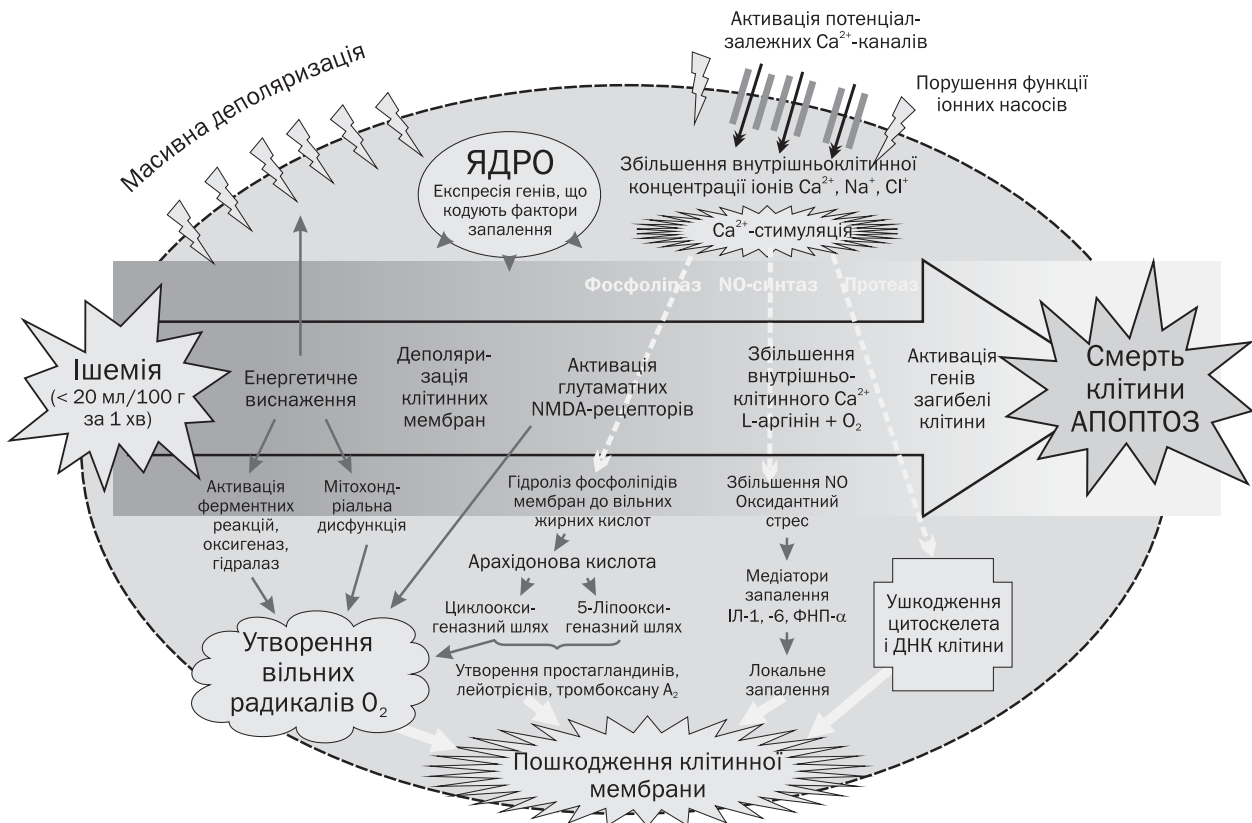 Активація потенціал-
залежних Ca²⁺-каналів
Масивна деполяризація
Порушення функції
іонних насосів
ЯДРО
Експресія генів, що
кодують фактори
запалення
Збільшення внутрішньоклітинної
концентрації іонів Ca²⁺, Na⁺, Cl⁺
Ca²⁺-стимуляція
Фосфоліпаз
NO-синтаз
Протеаз
Ішемія
(< 20 мл/100 г
за 1 хв)
Енергетичне
виснаження
Деполяри-
зація
клітинних
мембран
Активація
глутаматних
NMDA-рецепторів
Збільшення
внутрішньо-
клітинного Ca²⁺
L-аргінін + O₂
Активація
генів
загибелі
клітини
Смерть
клітини
АПОПТОЗ
Активація
ферментних
реакцій,
оксигеназ,
гідралаз
Мітохонд-
ріальна
дисфункція
Гідроліз фосфоліпідів
мембран до вільних
жирних кислот
Арахідонова кислота
Циклоокси-
геназний шлях
5-Ліпоокси-
геназний шлях
Утворення простагландинів,
лейотрієнів, тромбоксану A₂
Збільшення NO
Оксидантний
стрес
Медіатори
запалення
ІЛ-1, -6, ФНП-α
Локальне
запалення
Ушкодження
цитоскелета
і ДНК клітини
Утворення
вільних
радикалів O₂
Пошкодження клітинної
мембрани